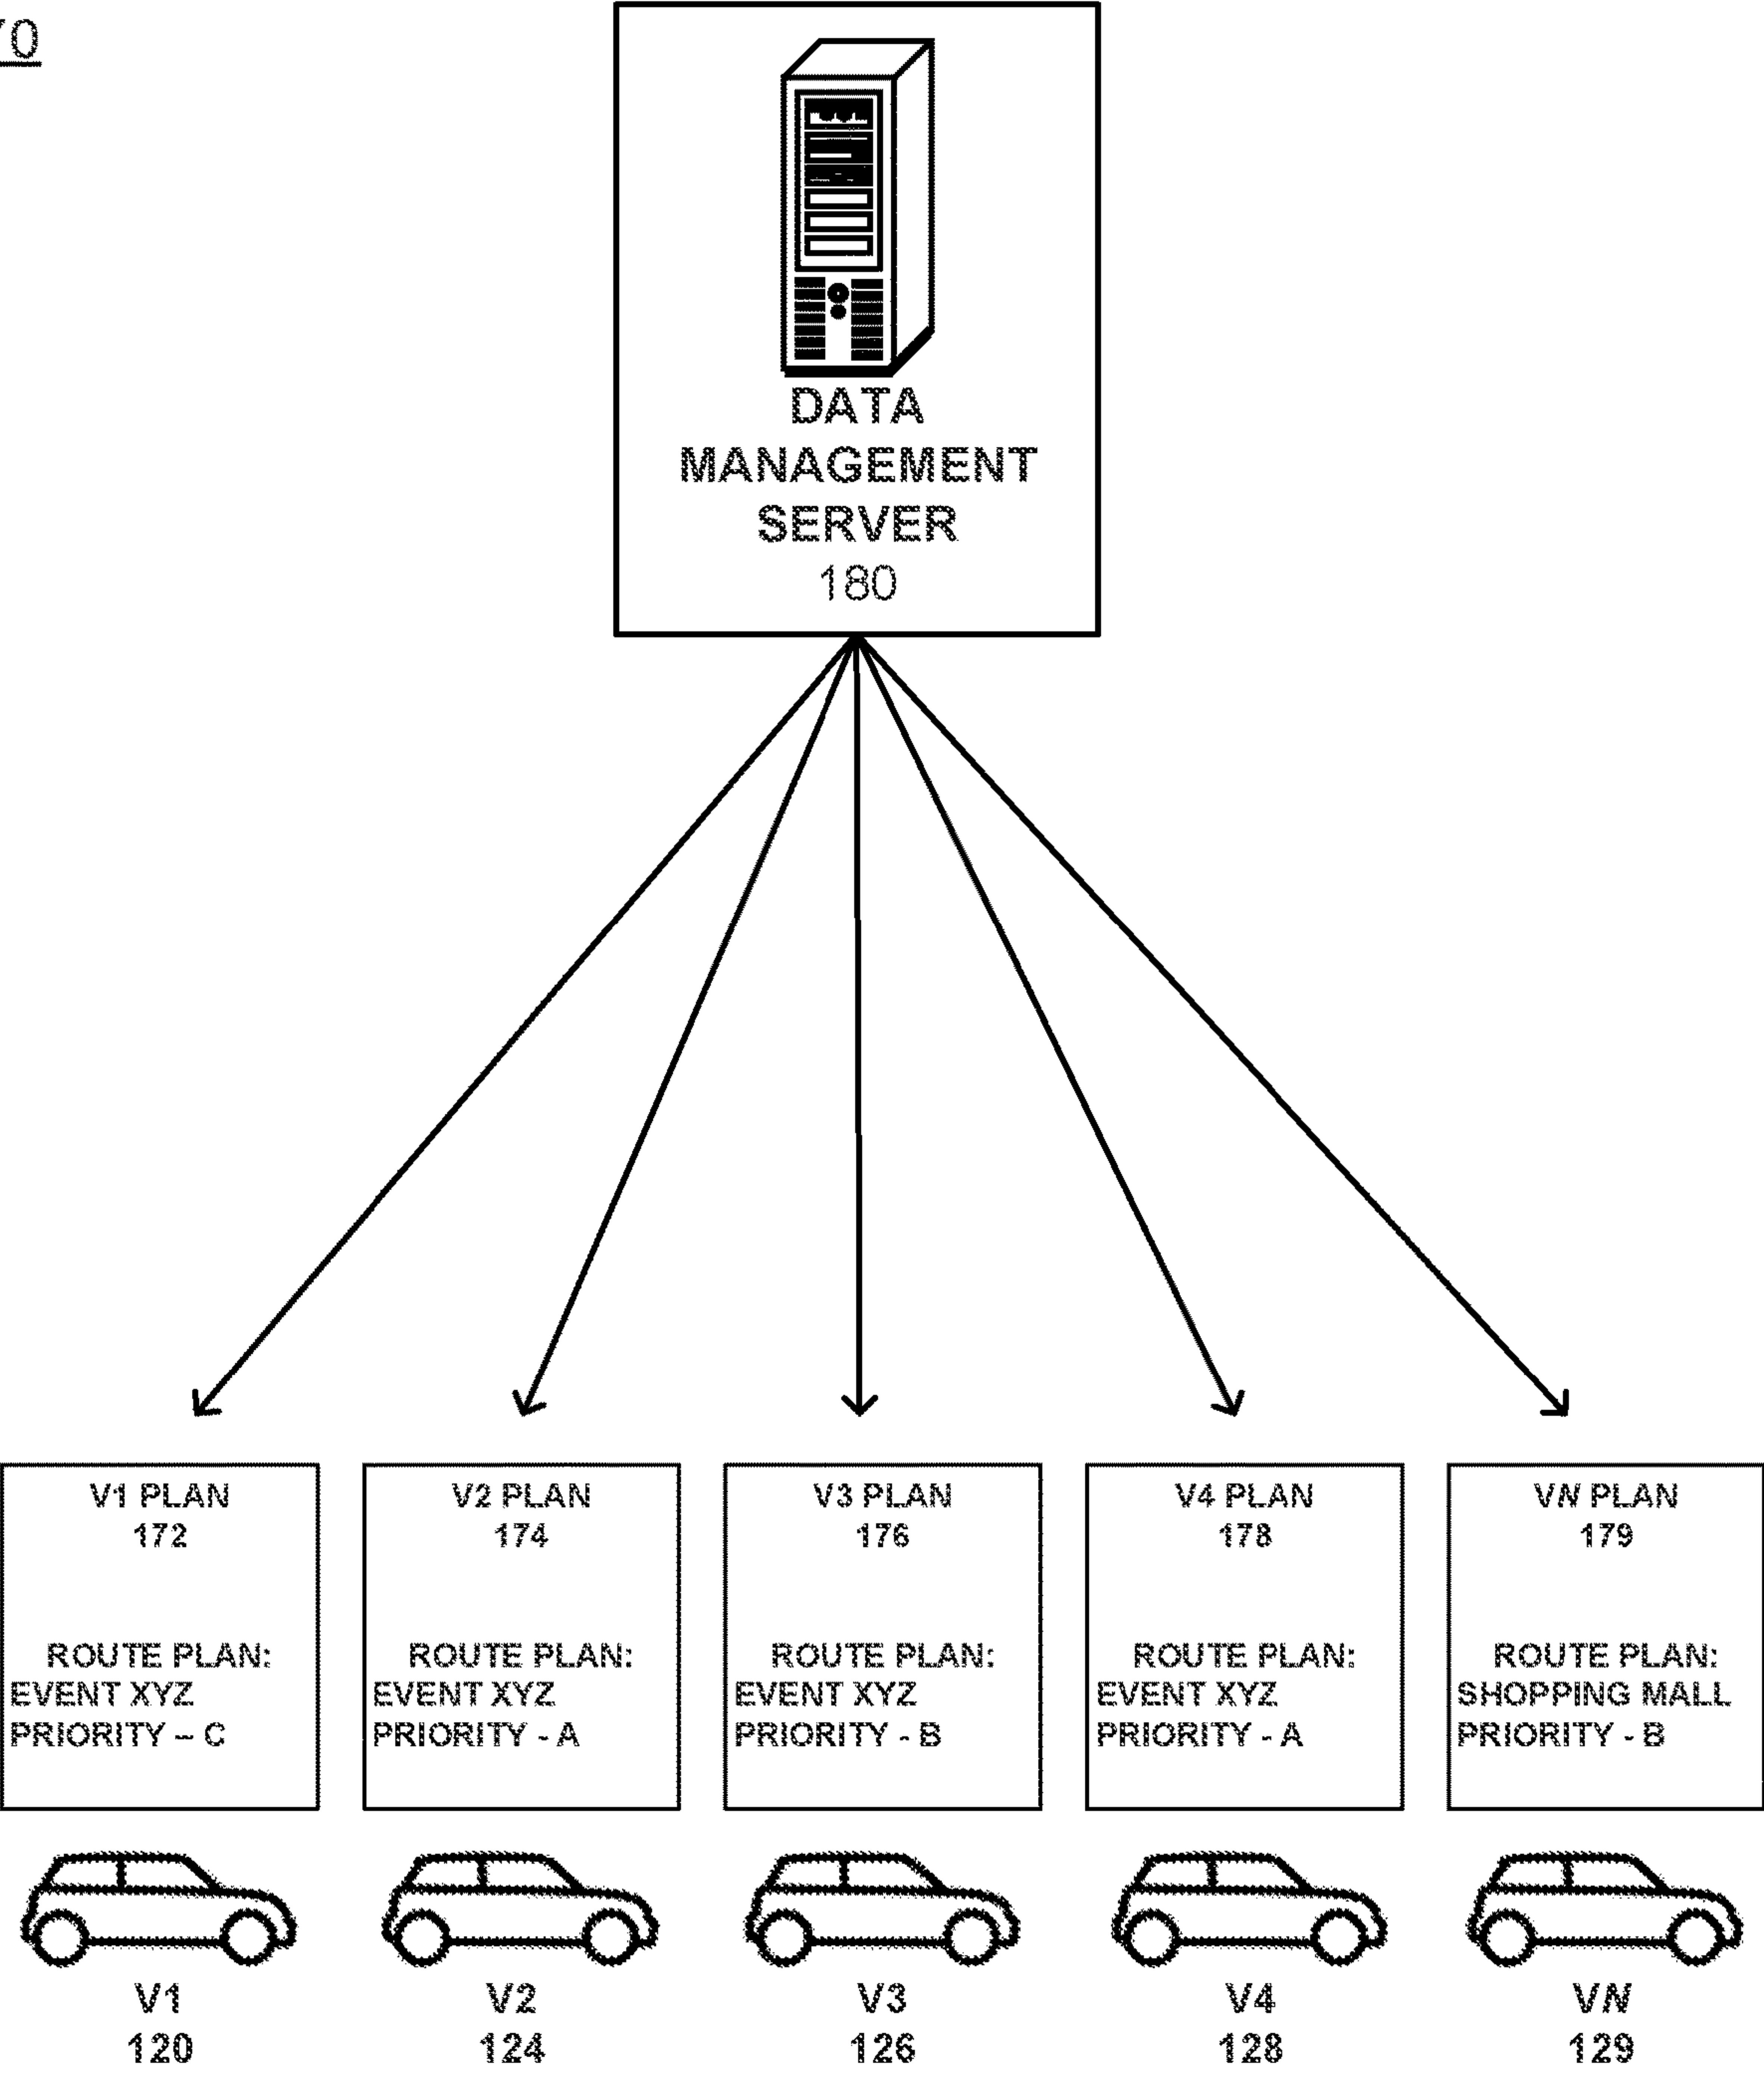 DATA
MANAGEMENT
SERVER
180
V1 PLAN
172
ROUTE PLAN:
EVENT XYZ
PRIORITY – C
V2 PLAN
174
ROUTE PLAN:
EVENT XYZ
PRIORITY - A
V3 PLAN
176
ROUTE PLAN:
EVENT XYZ
PRIORITY - B
V4 PLAN
178
ROUTE PLAN:
EVENT XYZ
PRIORITY - A
VN PLAN
179
ROUTE PLAN:
SHOPPING MALL
PRIORITY - B
V1
120
V2
124
V3
126
V4
128
VN
129